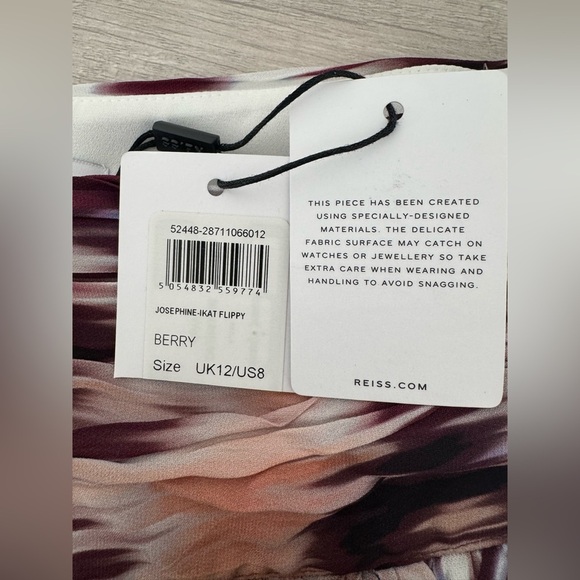 REISS
52448-28711066012
5 054832 559774
JOSEPHINE-IKAT FLIPPY
BERRY
Size UK12/US8
THIS PIECE HAS BEEN CREATED
USING SPECIALLY-DESIGNED
MATERIALS. THE DELICATE
FABRIC SURFACE MAY CATCH ON
WATCHES OR JEWELLERY SO TAKE
EXTRA CARE WHEN WEARING AND
HANDLING TO AVOID SNAGGING.
REISS.COM